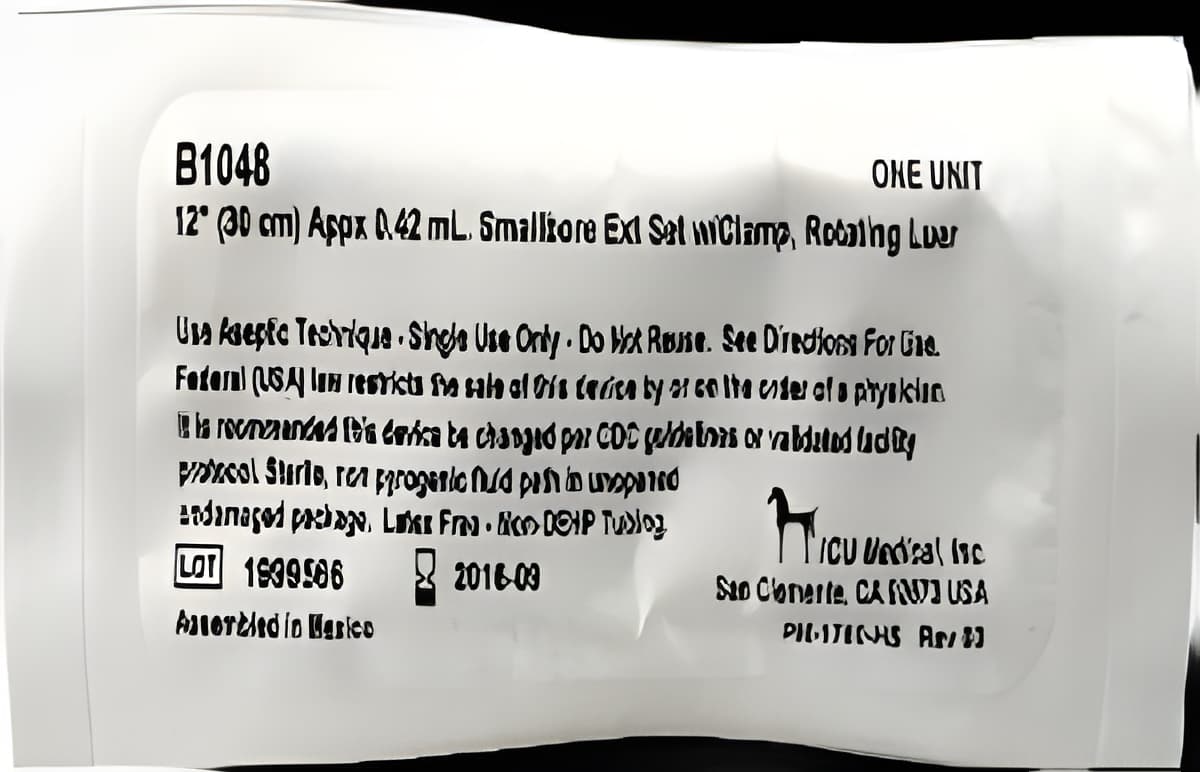 B1048
ONE UNIT
12" (30 cm) Appx 0.42 mL, Smallbore Ext Set w/Clamp, Rotating Luer
Use Aseptic Technique • Single Use Only • Do Not Reuse. See Directions For Use.
Federal (USA) law restricts the sale of this device by or on the order of a physician.
It is recommended this device be changed per CDC guidelines or validated facility
protocol. Sterile, non pyrogenic fluid path in unopened
undamaged package. Latex Free • Non DEHP Tubing
ICU Medical, Inc
LOT
2016-09
San Clemente, CA USA
Assembled in Mexico